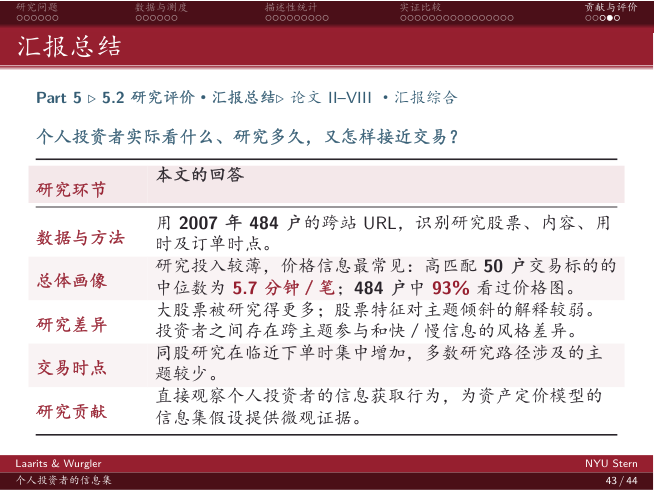 研究问题 数据与测度 描述性统计 实证比较 贡献与评价
汇报总结
Part 5 ▷ 5.2 研究评价・汇报总结▷ 论文 II–VIII ・汇报综合
个人投资者实际看什么、研究多久，又怎样接近交易？
研究环节 本文的回答
数据与方法 用 2007 年 484 户的跨站 URL，识别研究股票、内容、用
时及订单时点。
总体画像 研究投入较薄，价格信息最常见：高匹配 50 户交易标的的
中位数为 5.7 分钟 / 笔；484 户中 93% 看过价格图。
研究差异 大股票被研究得更多；股票特征对主题倾斜的解释较弱。
投资者之间存在跨主题参与和快 / 慢信息的风格差异。
交易时点 同股研究在临近下单时集中增加，多数研究路径涉及的主
题较少。
研究贡献 直接观察个人投资者的信息获取行为，为资产定价模型的
信息集假设提供微观证据。
Laarits & Wurgler NYU Stern
个人投资者的信息集 43 / 44